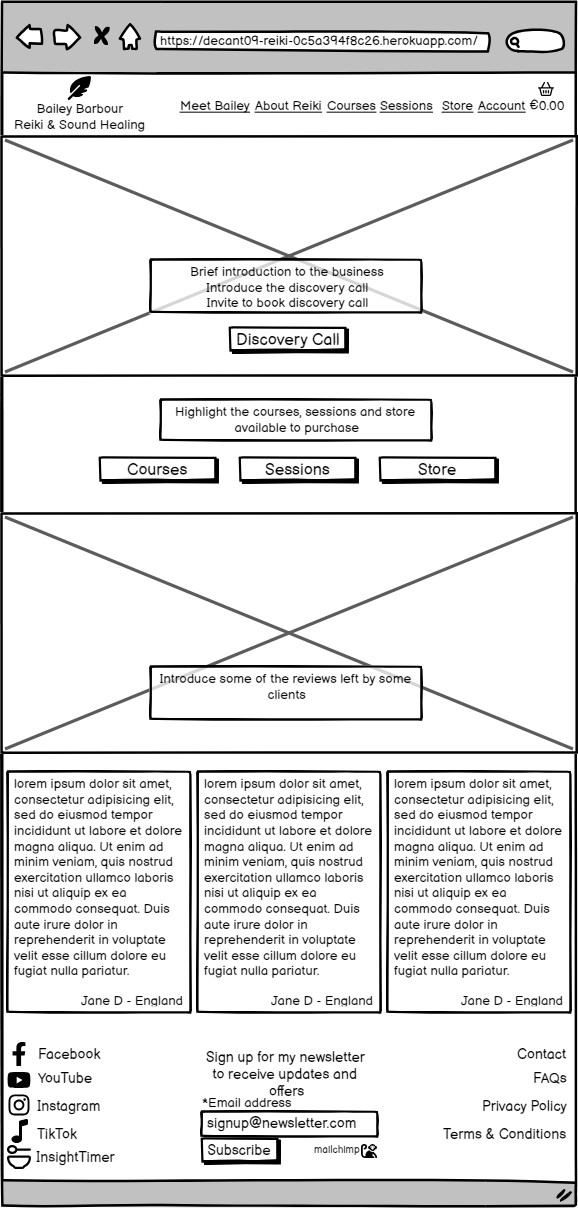 https://decant09-reiki-0c5a394f8c26.herokuapp.com/
Bailey Barbour
Reiki & Sound Healing
Meet Bailey About Reiki Courses Sessions Store Account €0.00
Brief introduction to the business
Introduce the discovery call
Invite to book discovery call
Discovery Call
Highlight the courses, sessions and store
available to purchase
Courses Sessions Store
Introduce some of the reviews left by some
clients
lorem ipsum dolor sit amet,
consectetur adipisicing elit,
sed do eiusmod tempor
incididunt ut labore et dolore
magna aliqua. Ut enim ad
minim veniam, quis nostrud
exercitation ullamco laboris
nisi ut aliquip ex ea
commodo consequat. Duis
aute irure dolor in
reprehenderit in voluptate
velit esse cillum dolore eu
fugiat nulla pariatur.
Jane D - England
lorem ipsum dolor sit amet,
consectetur adipisicing elit,
sed do eiusmod tempor
incididunt ut labore et dolore
magna aliqua. Ut enim ad
minim veniam, quis nostrud
exercitation ullamco laboris
nisi ut aliquip ex ea
commodo consequat. Duis
aute irure dolor in
reprehenderit in voluptate
velit esse cillum dolore eu
fugiat nulla pariatur.
Jane D - England
lorem ipsum dolor sit amet,
consectetur adipisicing elit,
sed do eiusmod tempor
incididunt ut labore et dolore
magna aliqua. Ut enim ad
minim veniam, quis nostrud
exercitation ullamco laboris
nisi ut aliquip ex ea
commodo consequat. Duis
aute irure dolor in
reprehenderit in voluptate
velit esse cillum dolore eu
fugiat nulla pariatur.
Jane D - England
Facebook
YouTube
Instagram
TikTok
InsightTimer
Sign up for my newsletter
to receive updates and
offers
*Email address
signup@newsletter.com
Subscribe
mailchimp
Contact
FAQs
Privacy Policy
Terms & Conditions